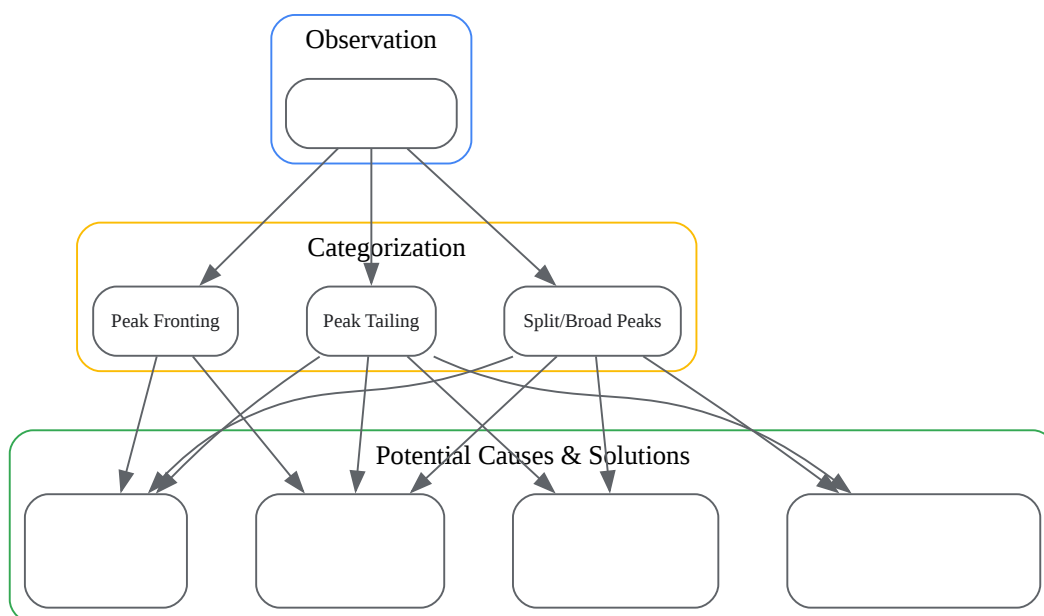 Observation
Categorization
Peak Fronting
Peak Tailing
Split/Broad Peaks
Potential Causes & Solutions